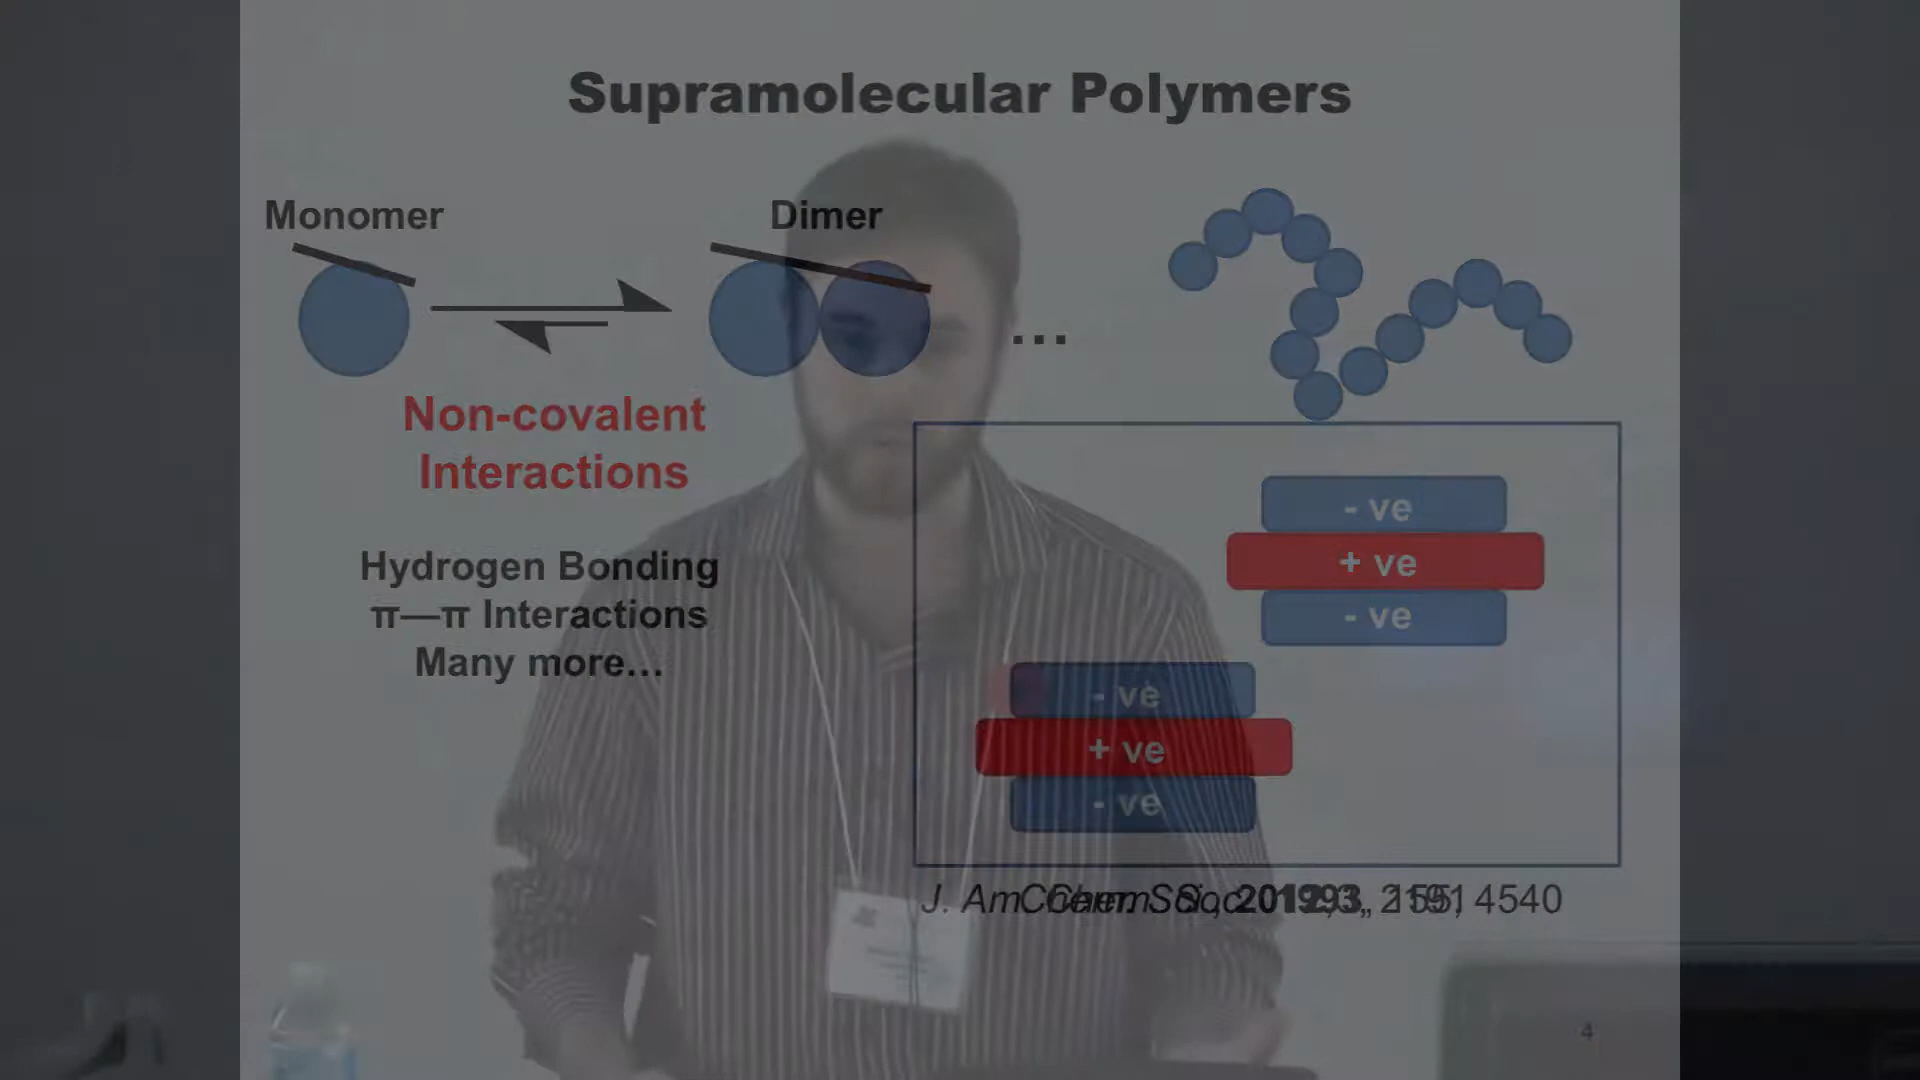 Supramolecular Polymers
Monomer
Dimer
...
Non-covalent
Interactions
Hydrogen Bonding
π—π Interactions
Many more...
- ve
+ ve
- ve
- ve
+ ve
- ve
4